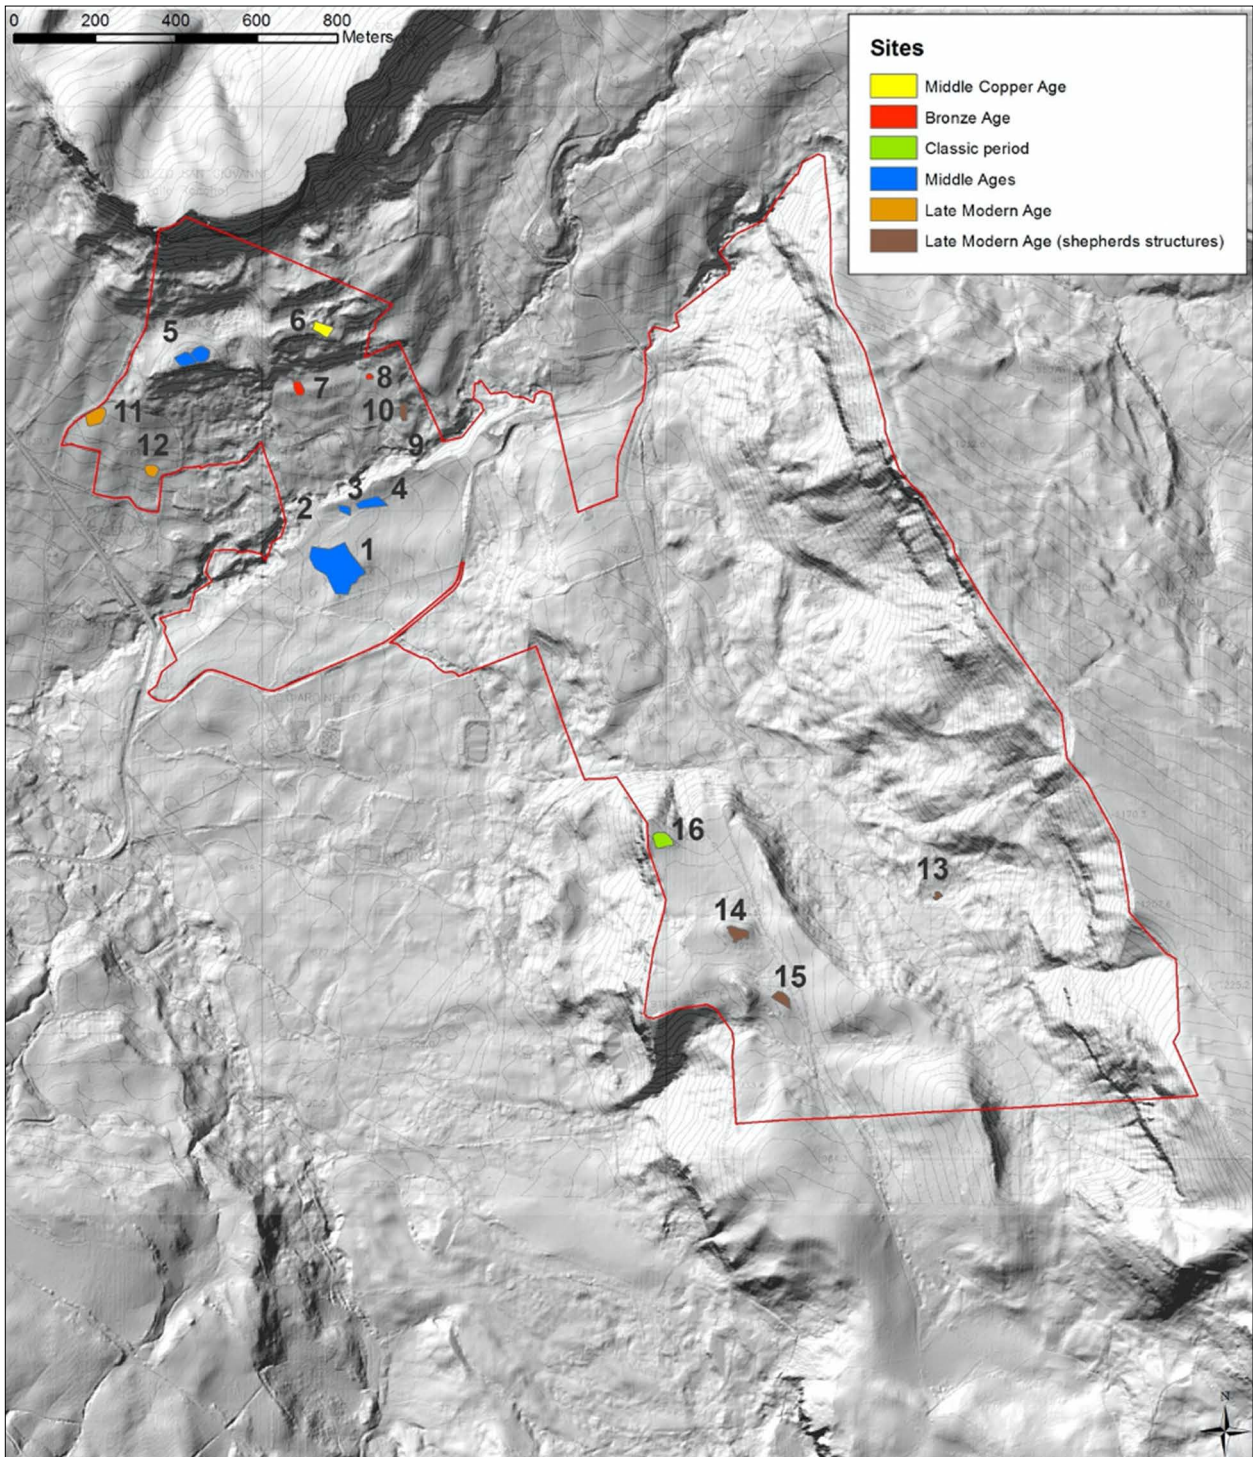 0 200 400 600 800
Meters
Sites
Middle Copper Age
Bronze Age
Classic period
Middle Ages
Late Modern Age
Late Modern Age (shepherds structures)
5
6
7
8
11
10
12
9
2
3
4
1
16
13
14
15
N